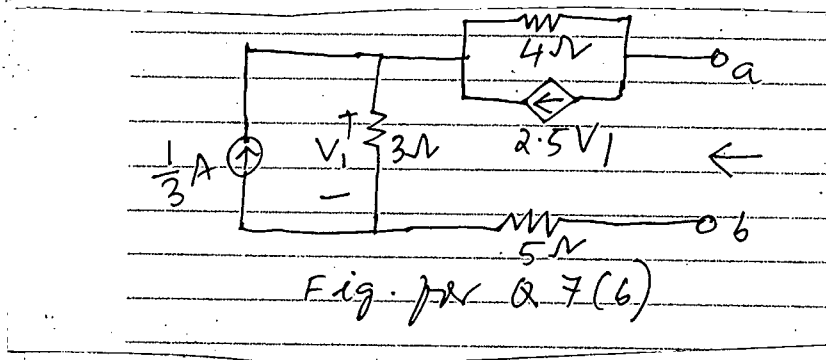 4Ω
a
2.5V1
1/3 A
+
V1
3Ω
−
b
5Ω
Fig. for Q 7(b)